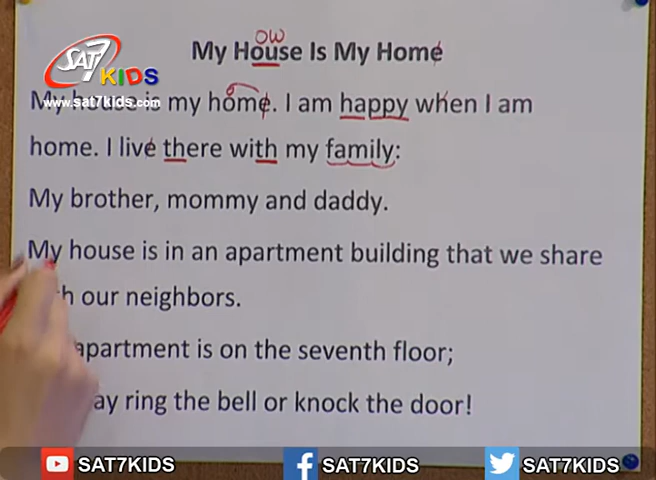 ow
My House Is My Home
SAT7 KIDS
My house is my home. I am happy when I am
www.sat7kids.com
home. I live there with my family:
My brother, mommy and daddy.
My house is in an apartment building that we share
our neighbors.
apartment is on the seventh floor;
ring the bell or knock the door!
SAT7KIDS SAT7KIDS SAT7KIDS